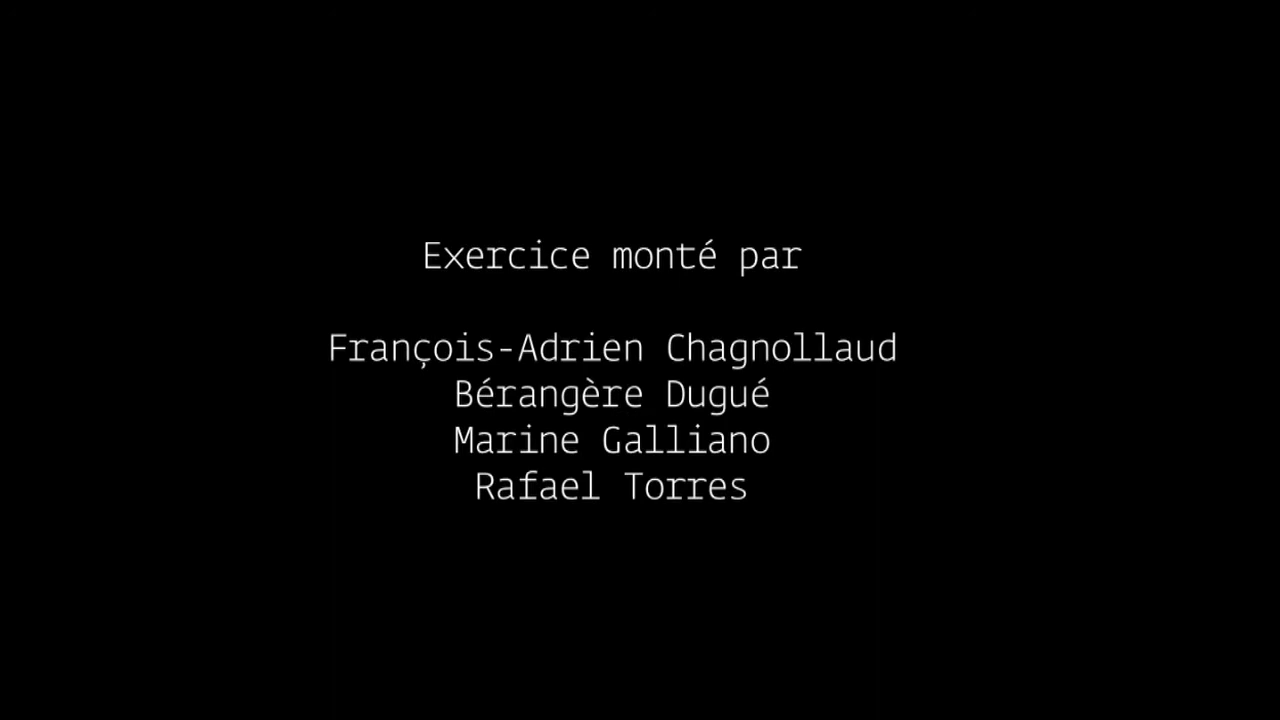 Exercice monté par
François-Adrien Chagnollaud
Bérangère Dugué
Marine Galliano
Rafael Torres